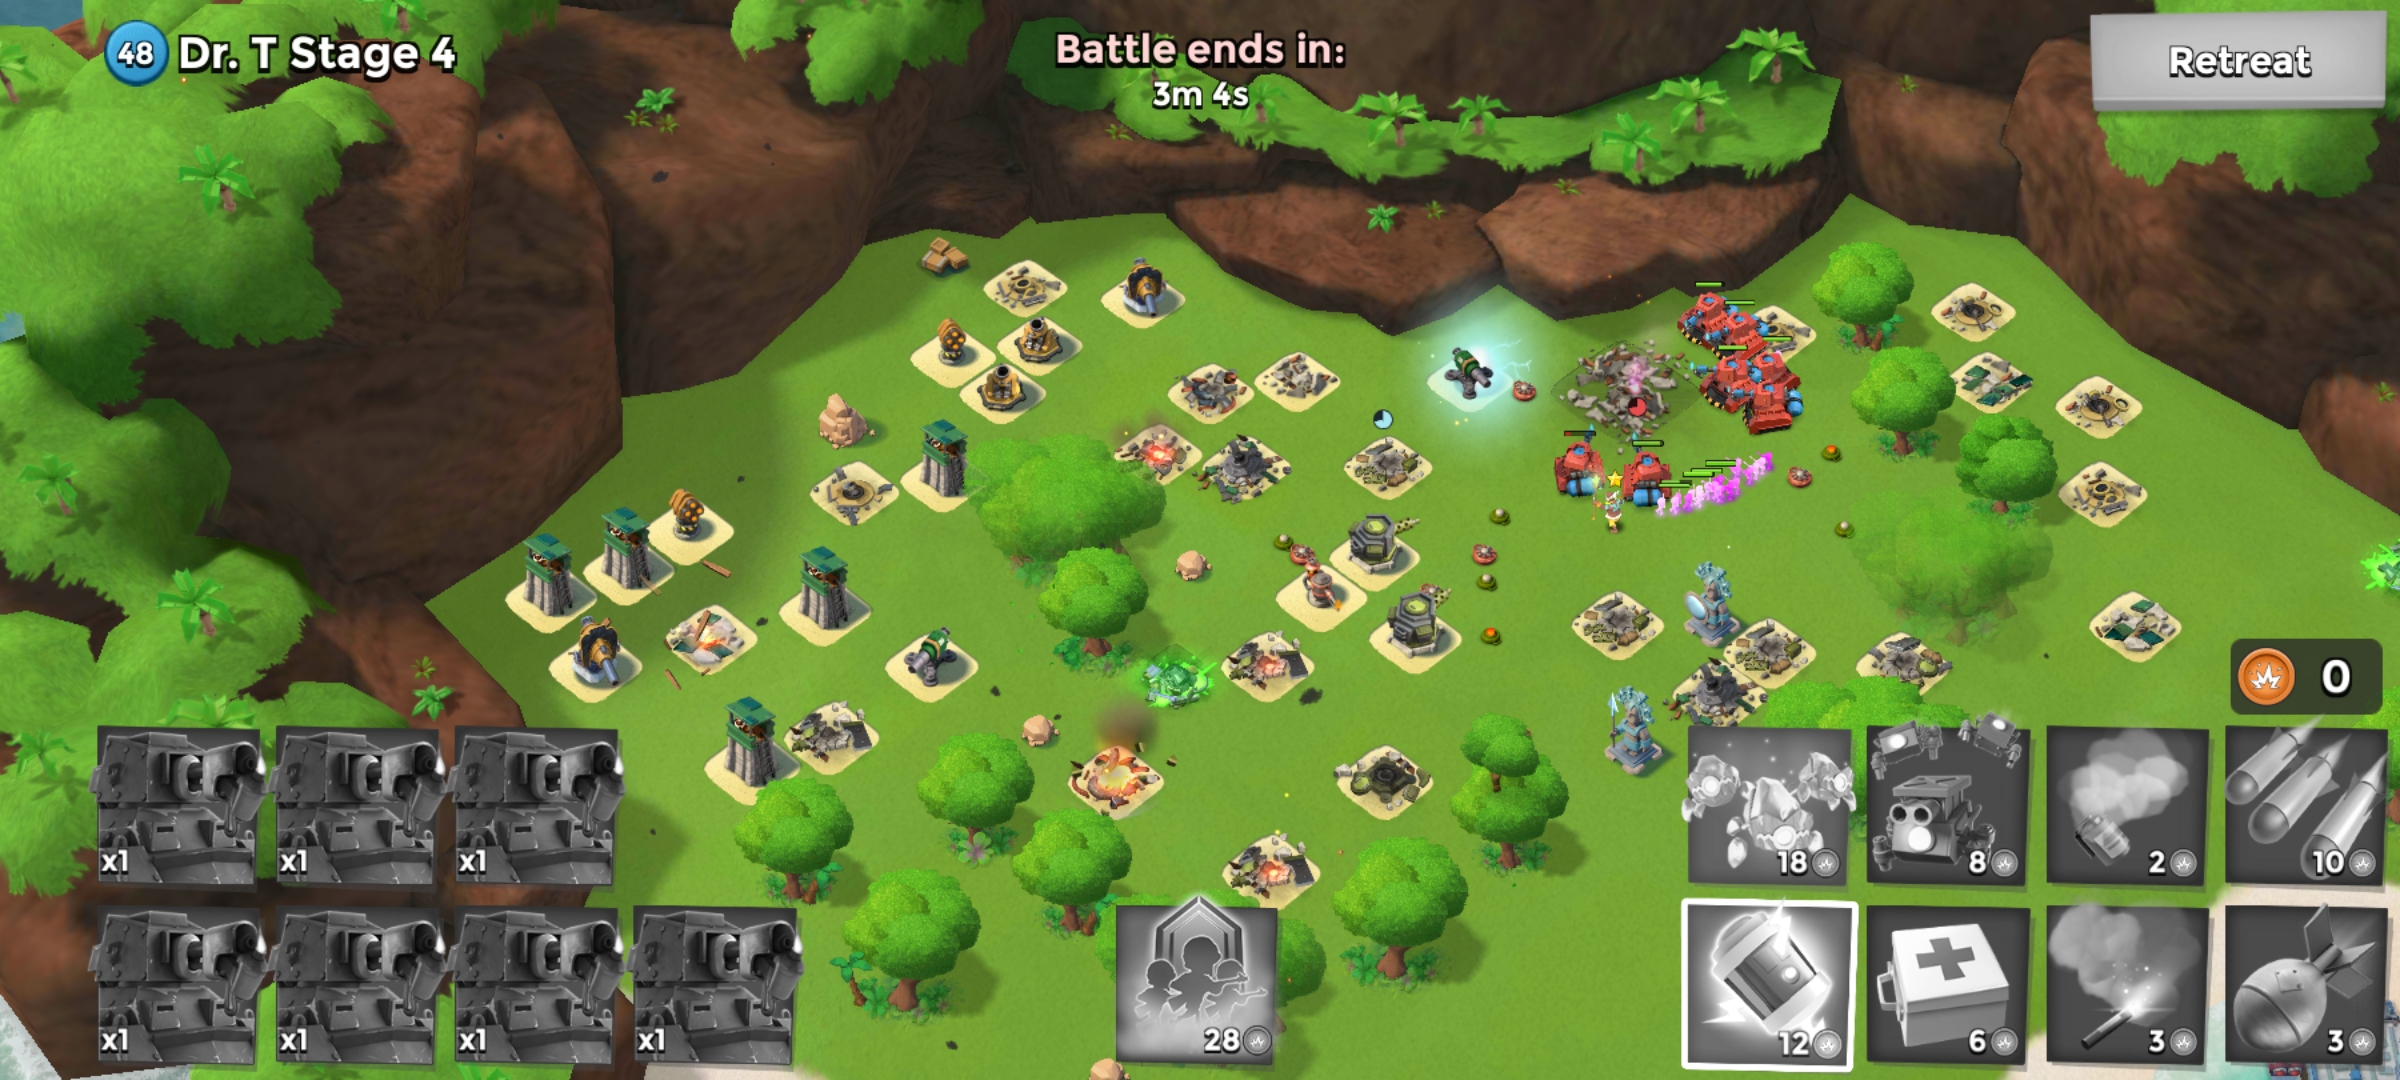 48 Dr. T Stage 4
Battle ends in:
3m 4s
Retreat
0
x1 x1 x1
18 8 2 10
x1 x1 x1 x1
28
12 6 3 3